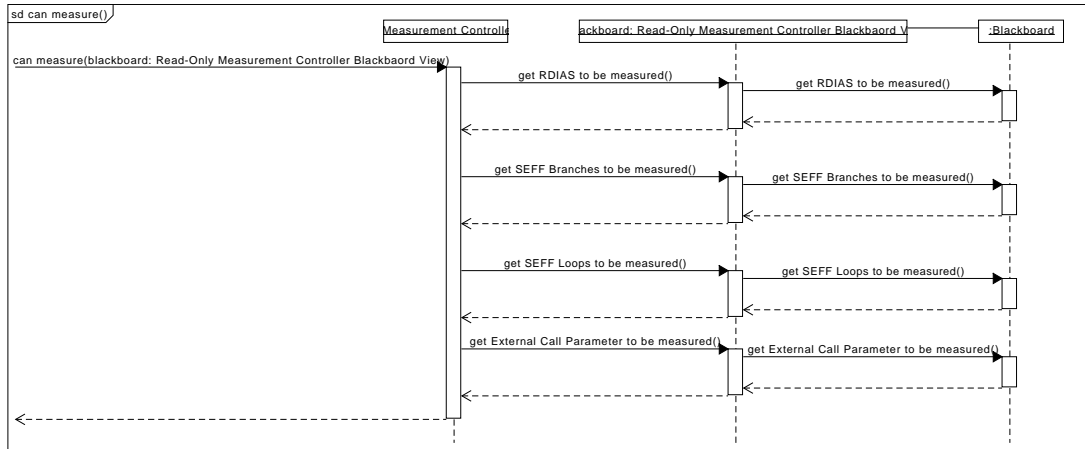 sd can measure()
Measurement Controlle
ackboard: Read-Only Measurement Controller Blackbaord V
:Blackboard
can measure(blackboard: Read-Only Measurement Controller Blackbaord View)
get RDIAS to be measured()
get RDIAS to be measured()
get SEFF Branches to be measured()
get SEFF Branches to be measured()
get SEFF Loops to be measured()
get SEFF Loops to be measured()
get External Call Parameter to be measured()
get External Call Parameter to be measured()